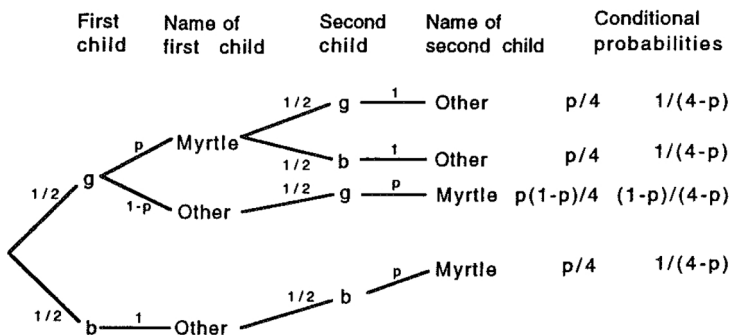 First Name of Second Name of Conditional
child first child child second child probabilities
1/2 g 1 Other p/4 1/(4-p)
p Myrtle
1/2 b 1 Other p/4 1/(4-p)
1/2 g 1-p Other 1/2 g p Myrtle p(1-p)/4 (1-p)/(4-p)
p Myrtle p/4 1/(4-p)
1/2 b 1 Other 1/2 b